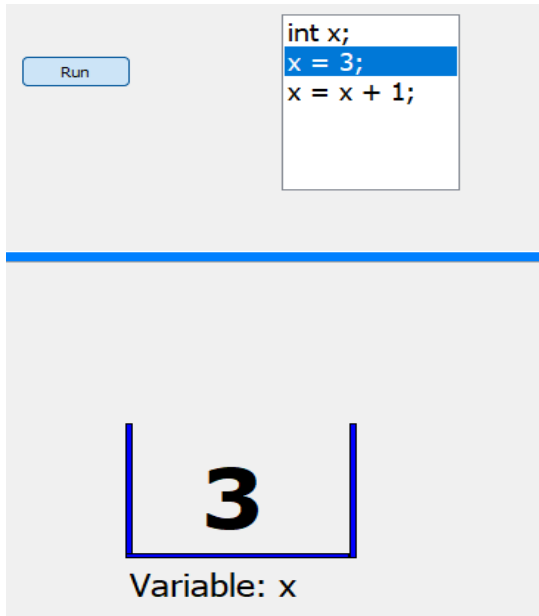 Run
int x;
x = 3;
x = x + 1;
3
Variable: x